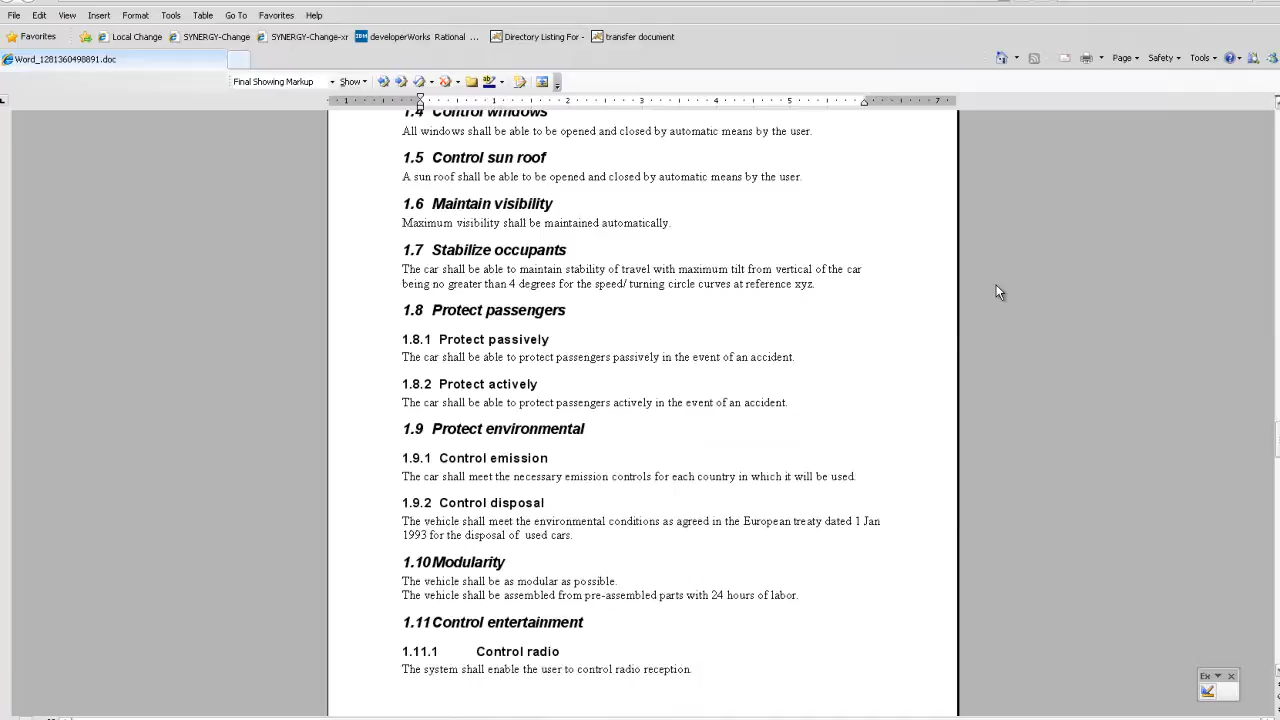 File Edit View Insert Format Tools Table Go To Favorites Help
Favorites Local Change SYNERGY-Change SYNERGY-Change-xr IBM developerWorks Rational ... Directory Listing For - transfer document
Word_1281360498891.doc Page Safety Tools
Final Showing Markup Show
1 1 2 3 4 5 7
1.4 Control windows
All windows shall be able to be opened and closed by automatic means by the user.
1.5 Control sun roof
A sun roof shall be able to be opened and closed by automatic means by the user.
1.6 Maintain visibility
Maximum visibility shall be maintained automatically.
1.7 Stabilize occupants
The car shall be able to maintain stability of travel with maximum tilt from vertical of the car
being no greater than 4 degrees for the speed/ turning circle curves at reference xyz.
1.8 Protect passengers
1.8.1 Protect passively
The car shall be able to protect passengers passively in the event of an accident.
1.8.2 Protect actively
The car shall be able to protect passengers actively in the event of an accident.
1.9 Protect environmental
1.9.1 Control emission
The car shall meet the necessary emission controls for each country in which it will be used.
1.9.2 Control disposal
The vehicle shall meet the environmental conditions as agreed in the European treaty dated 1 Jan
1993 for the disposal of used cars.
1.10 Modularity
The vehicle shall be as modular as possible.
The vehicle shall be assembled from pre-assembled parts with 24 hours of labor.
1.11 Control entertainment
1.11.1 Control radio
The system shall enable the user to control radio reception.
Ex